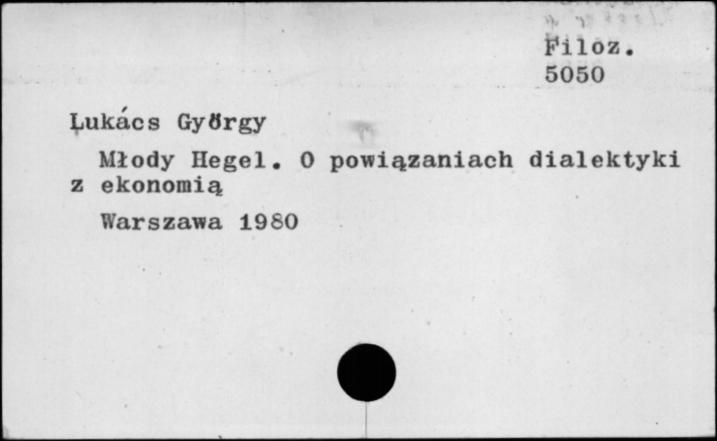 Filoz.
5050
Lukács György
Młody Hegel. O powiązaniach dialektyki
z ekonomią
Warszawa 1980